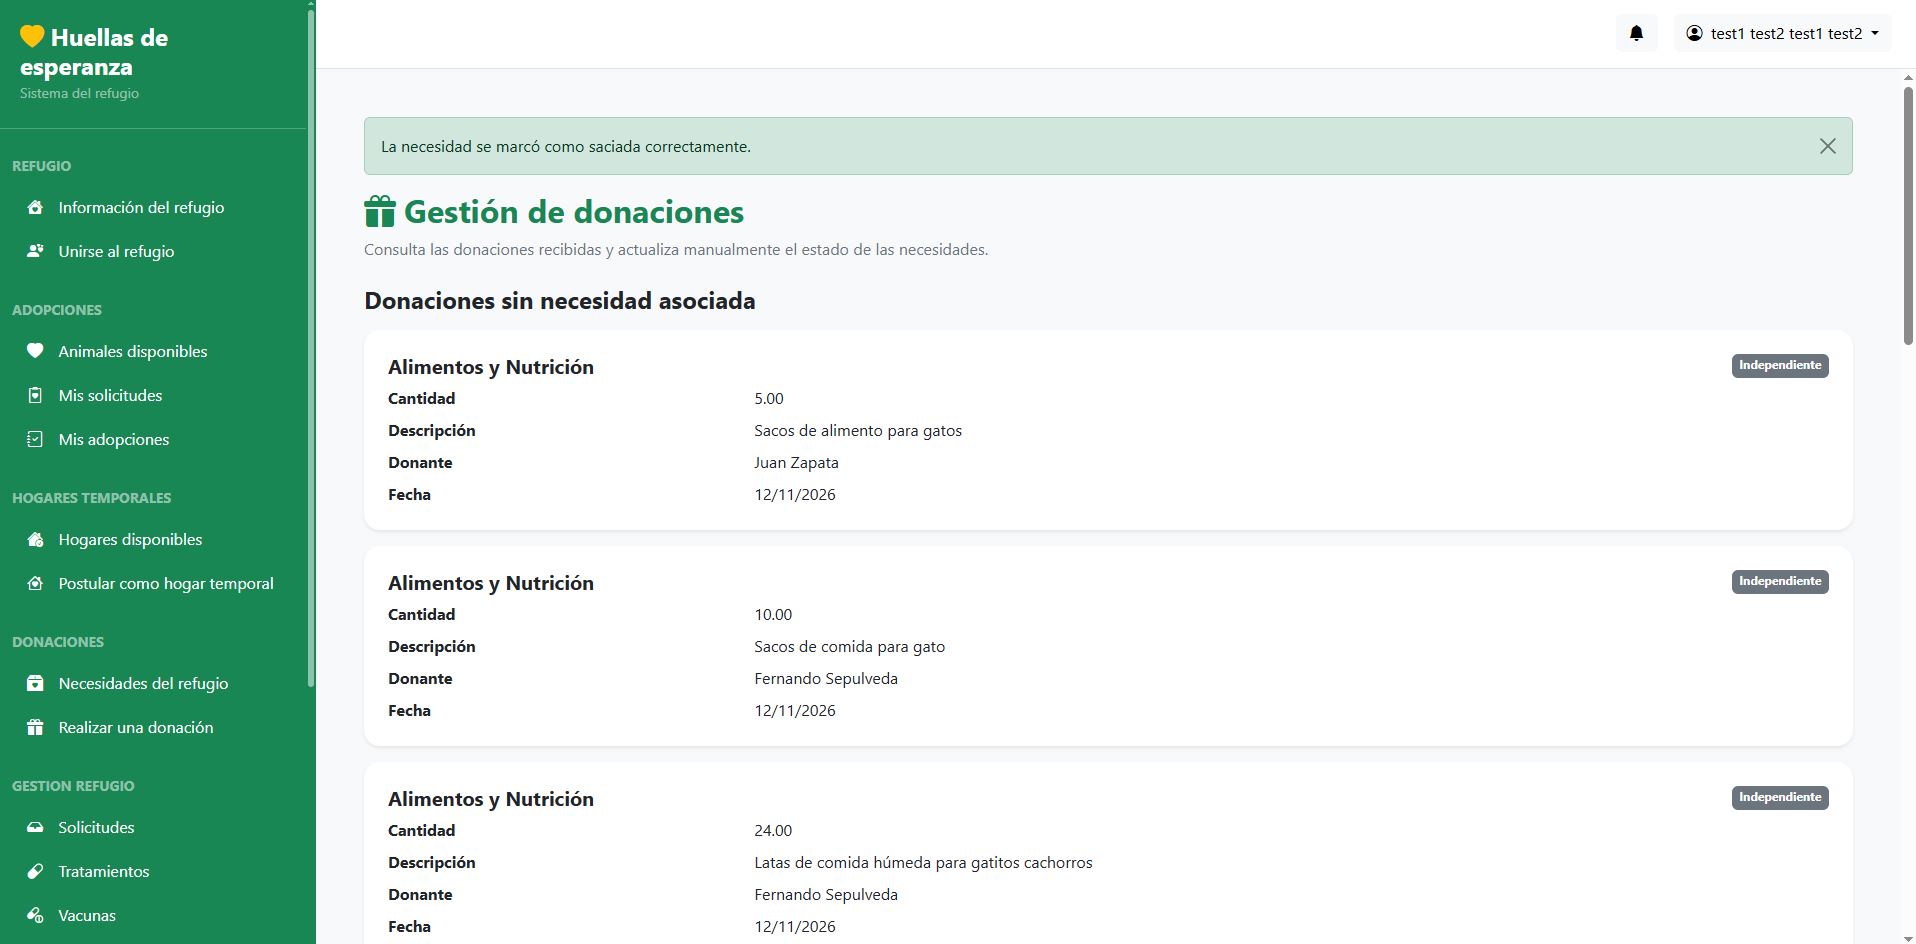 Huellas de
esperanza
Sistema del refugio
REFUGIO
Información del refugio
Unirse al refugio
ADOPCIONES
Animales disponibles
Mis solicitudes
Mis adopciones
HOGARES TEMPORALES
Hogares disponibles
Postular como hogar temporal
DONACIONES
Necesidades del refugio
Realizar una donación
GESTION REFUGIO
Solicitudes
Tratamientos
Vacunas
test1 test2 test1 test2
La necesidad se marcó como saciada correctamente.
Gestión de donaciones
Consulta las donaciones recibidas y actualiza manualmente el estado de las necesidades.
Donaciones sin necesidad asociada
Alimentos y Nutrición Independiente
Cantidad 5.00
Descripción Sacos de alimento para gatos
Donante Juan Zapata
Fecha 12/11/2026
Alimentos y Nutrición Independiente
Cantidad 10.00
Descripción Sacos de comida para gato
Donante Fernando Sepulveda
Fecha 12/11/2026
Alimentos y Nutrición Independiente
Cantidad 24.00
Descripción Latas de comida húmeda para gatitos cachorros
Donante Fernando Sepulveda
Fecha 12/11/2026